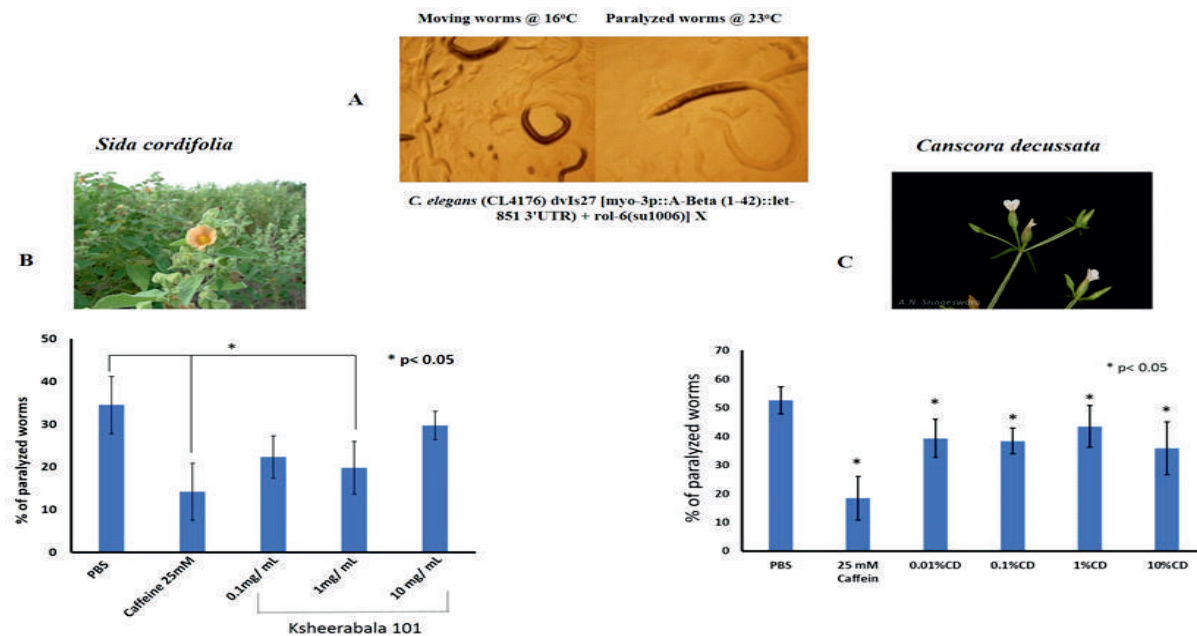 Moving worms @ 16°C
Paralyzed worms @ 23°C
A
C. elegans (CL4176) dvIs27 [myo-3p::A-Beta (1-42)::let-
851 3'UTR) + rol-6(su1006)] X
Sida cordifolia
B
50
40
30
20
10
0
% of paralyzed worms
*
* p< 0.05
PBS
Caffeine 25mM
0.1mg/ mL
1mg/ mL
10 mg/ mL
Ksheerabala 101
Canscora decussata
C
A.N. Sringeswara
70
60
50
40
30
20
10
0
% of paralyzed worms
* p< 0.05
*
*
*
*
*
PBS
25 mM
Caffein
0.01%CD
0.1%CD
1%CD
10%CD